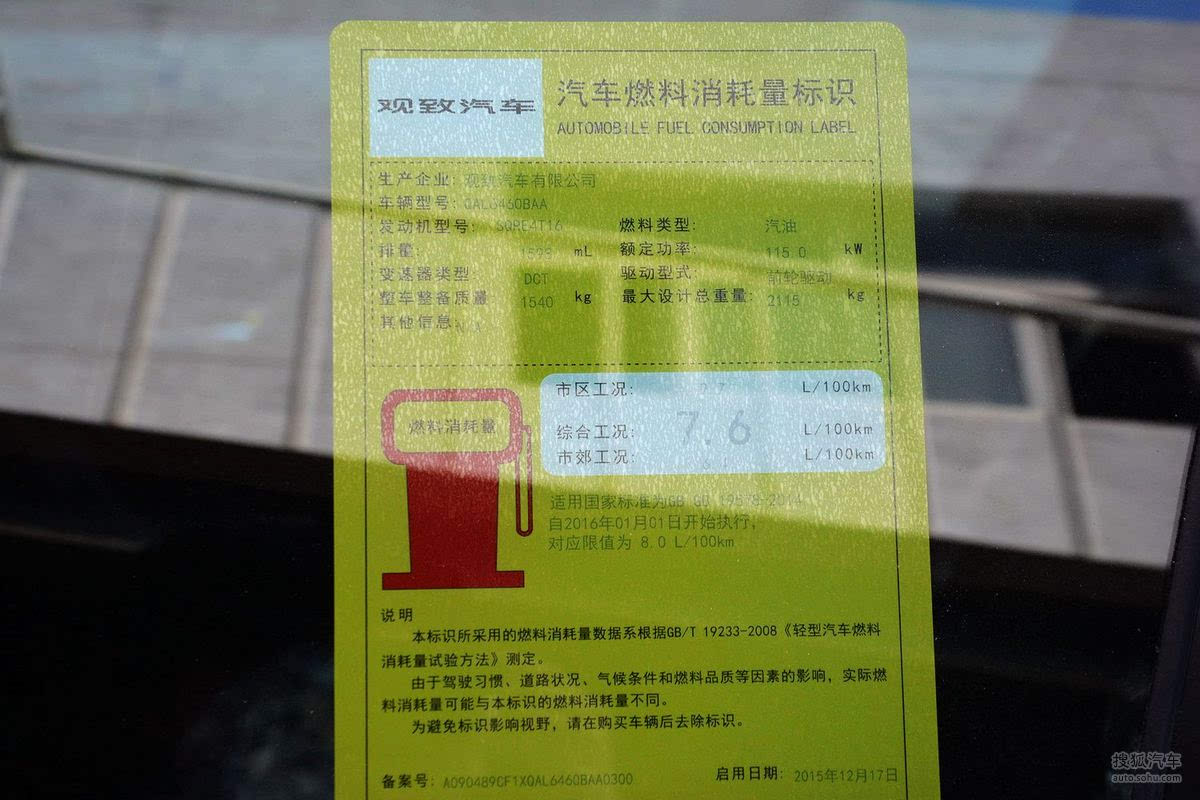 观致汽车
汽车燃料消耗量标识
AUTOMOBILE FUEL CONSUMPTION LABEL
生产企业: 观致汽车有限公司
车辆型号: QAL6460BAA
发动机型号: SQRE4T16 燃料类型: 汽油
排量: 1598 mL 额定功率: 115.0 kW
变速器类型 DCT 驱动型式: 前轮驱动
整车整备质量: 1540 kg 最大设计总重量: 2115 kg
其他信息: N/A
燃料消耗量
市区工况: L/100km
综合工况: 7.6 L/100km
市郊工况: L/100km
适用国家标准为GB GB 19578-2014
自2016年01月01日开始执行,
对应限值为 8.0 L/100km
说明
本标识所采用的燃料消耗量数据系根据GB/T 19233-2008《轻型汽车燃料
消耗量试验方法》测定。
由于驾驶习惯、道路状况、气候条件和燃料品质等因素的影响,实际燃
料消耗量可能与本标识的燃料消耗量不同。
为避免标识影响视野,请在购买车辆后去除标识。
备案号: A090489CF1XQAL6460BAA0300 启用日期: 2015年12月17日
搜狐汽车
auto.sohu.com